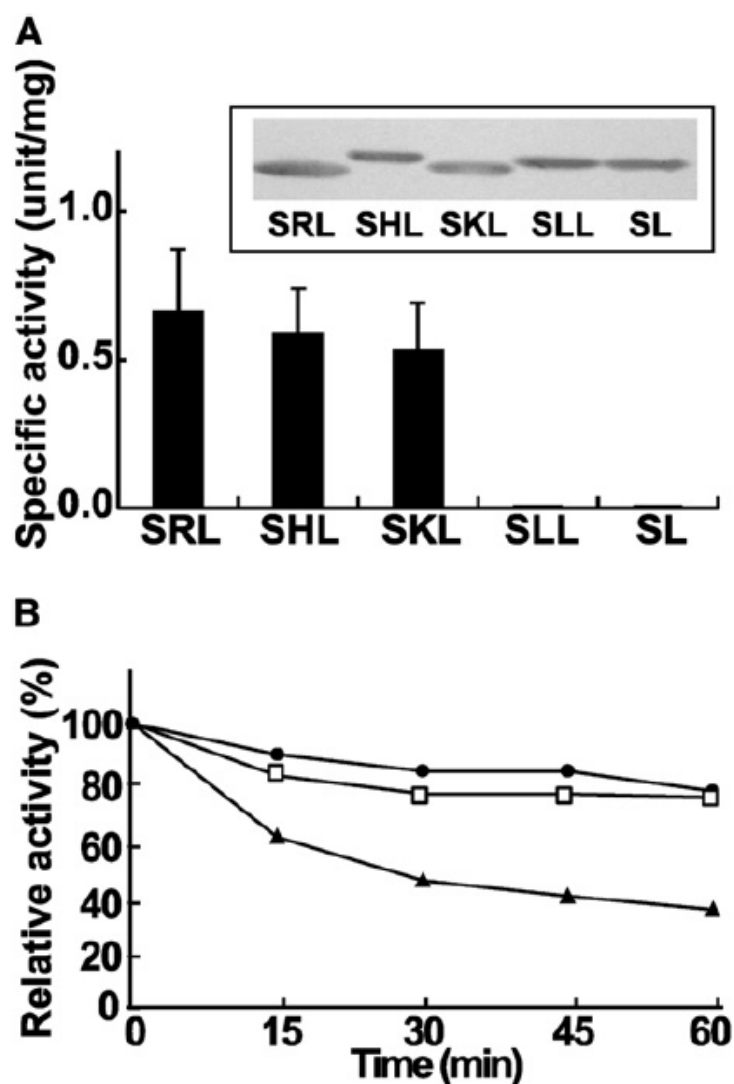 A
Specific activity (unit/mg)
1.0
0.5
0.0
SRL SHL SKL SLL SL
SRL SHL SKL SLL SL
B
Relative activity (%)
100
80
60
40
20
0
0 15 30 45 60
Time (min)